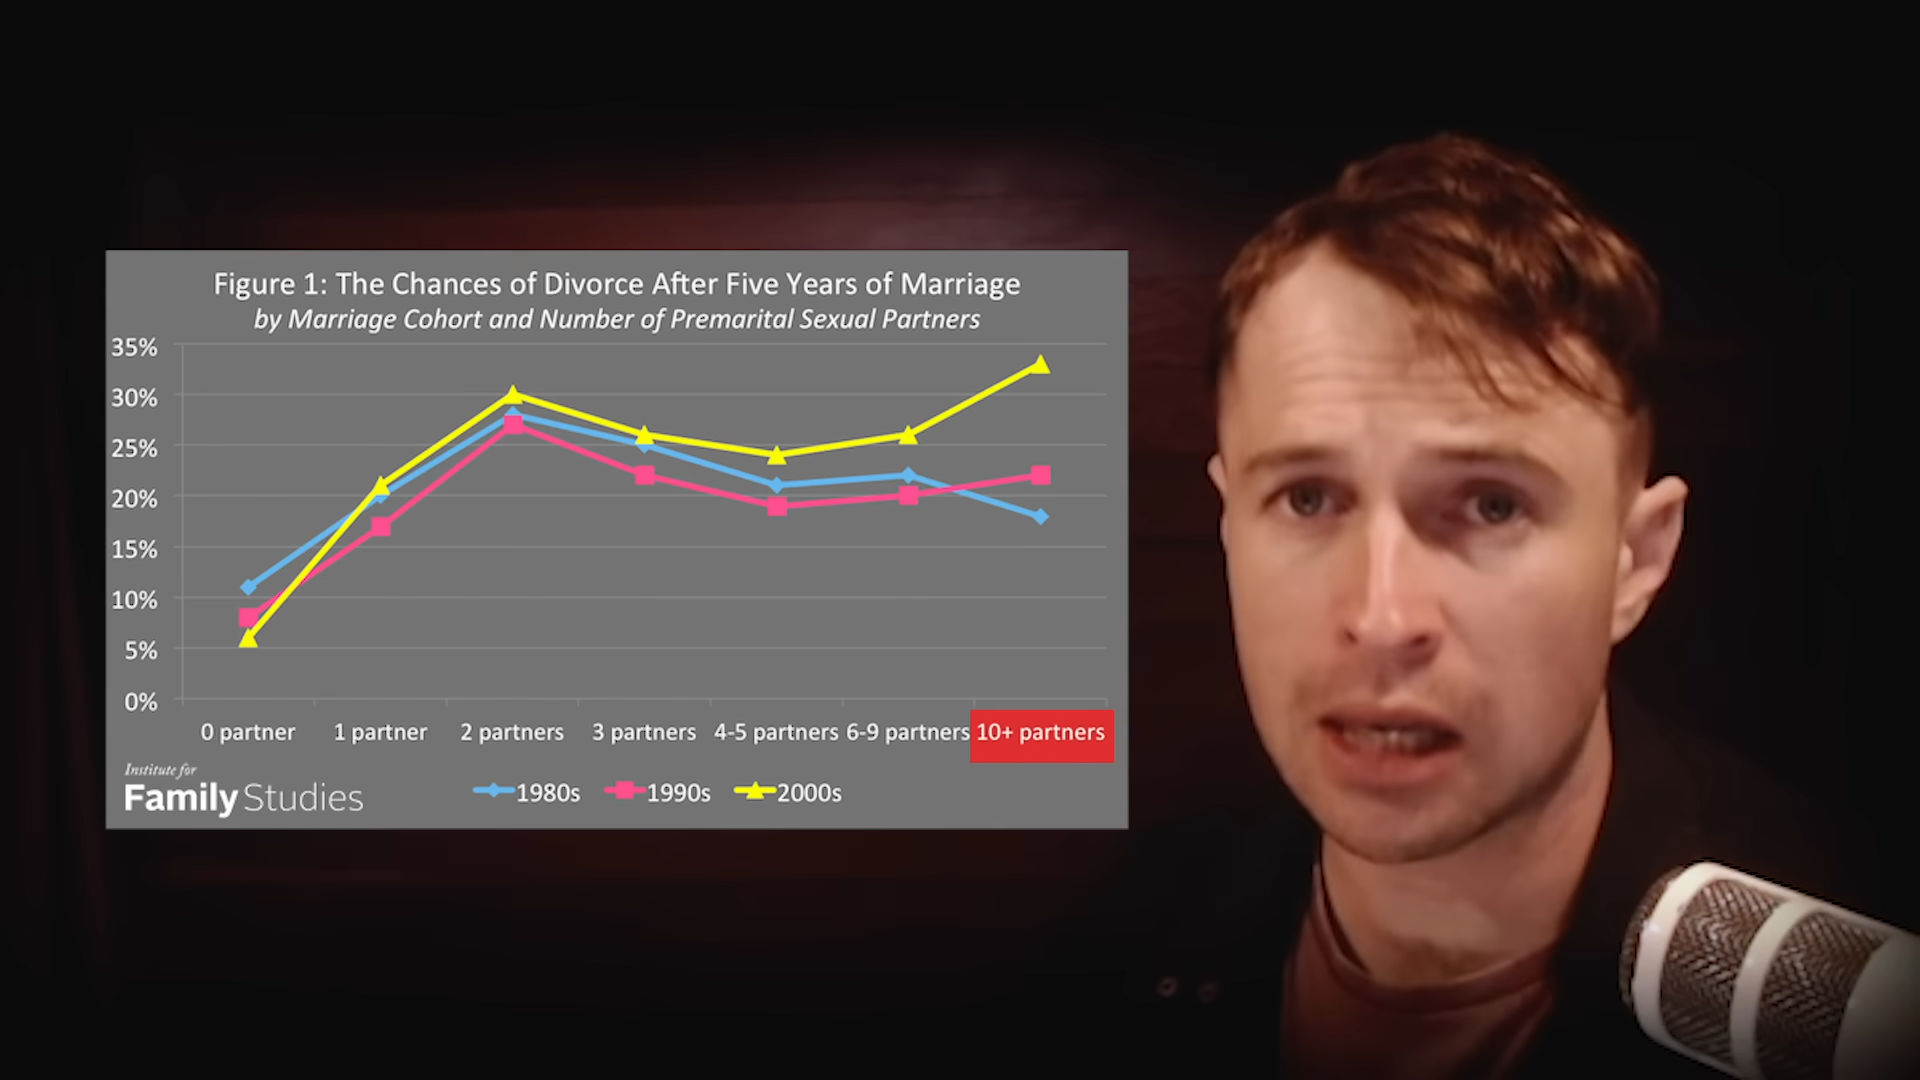 Figure 1: The Chances of Divorce After Five Years of Marriage
by Marriage Cohort and Number of Premarital Sexual Partners
35%
30%
25%
20%
15%
10%
5%
0%
0 partner 1 partner 2 partners 3 partners 4-5 partners 6-9 partners 10+ partners
Institute for
Family Studies
1980s 1990s 2000s